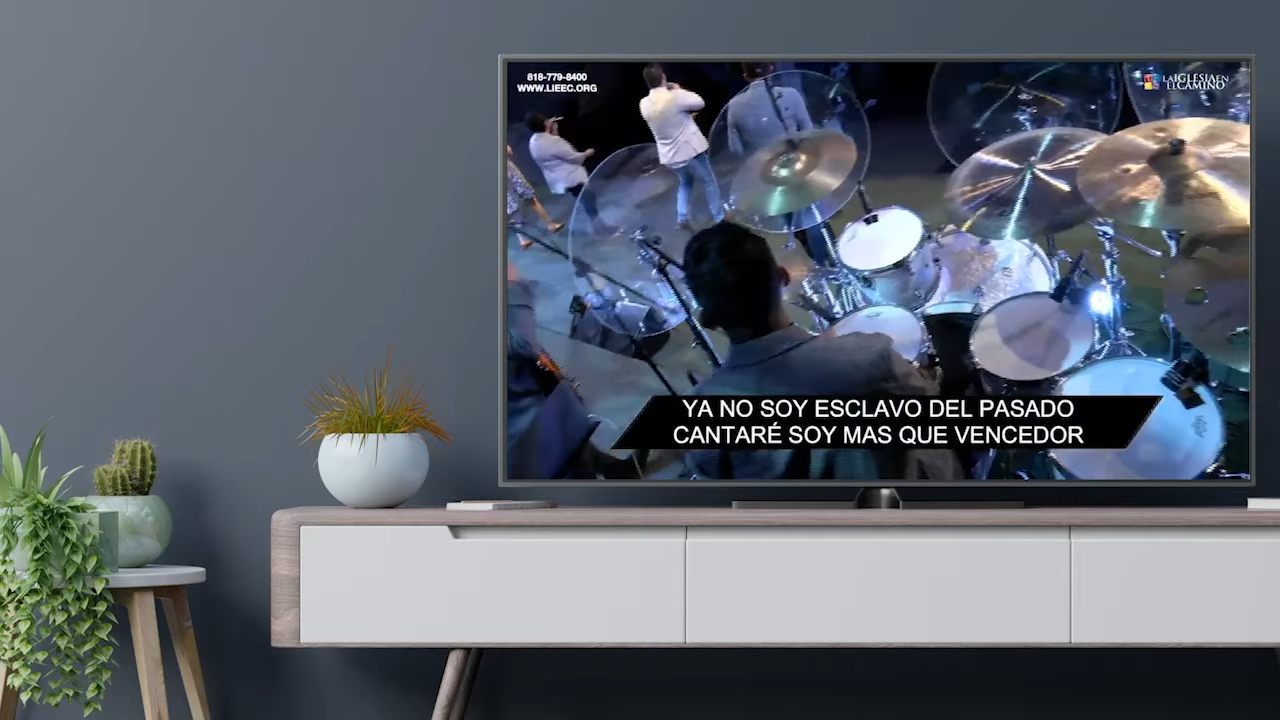 818-779-8400
WWW.LIEEC.ORG
LA IGLESIA EN
EL CAMINO
YA NO SOY ESCLAVO DEL PASADO
CANTARÉ SOY MAS QUE VENCEDOR